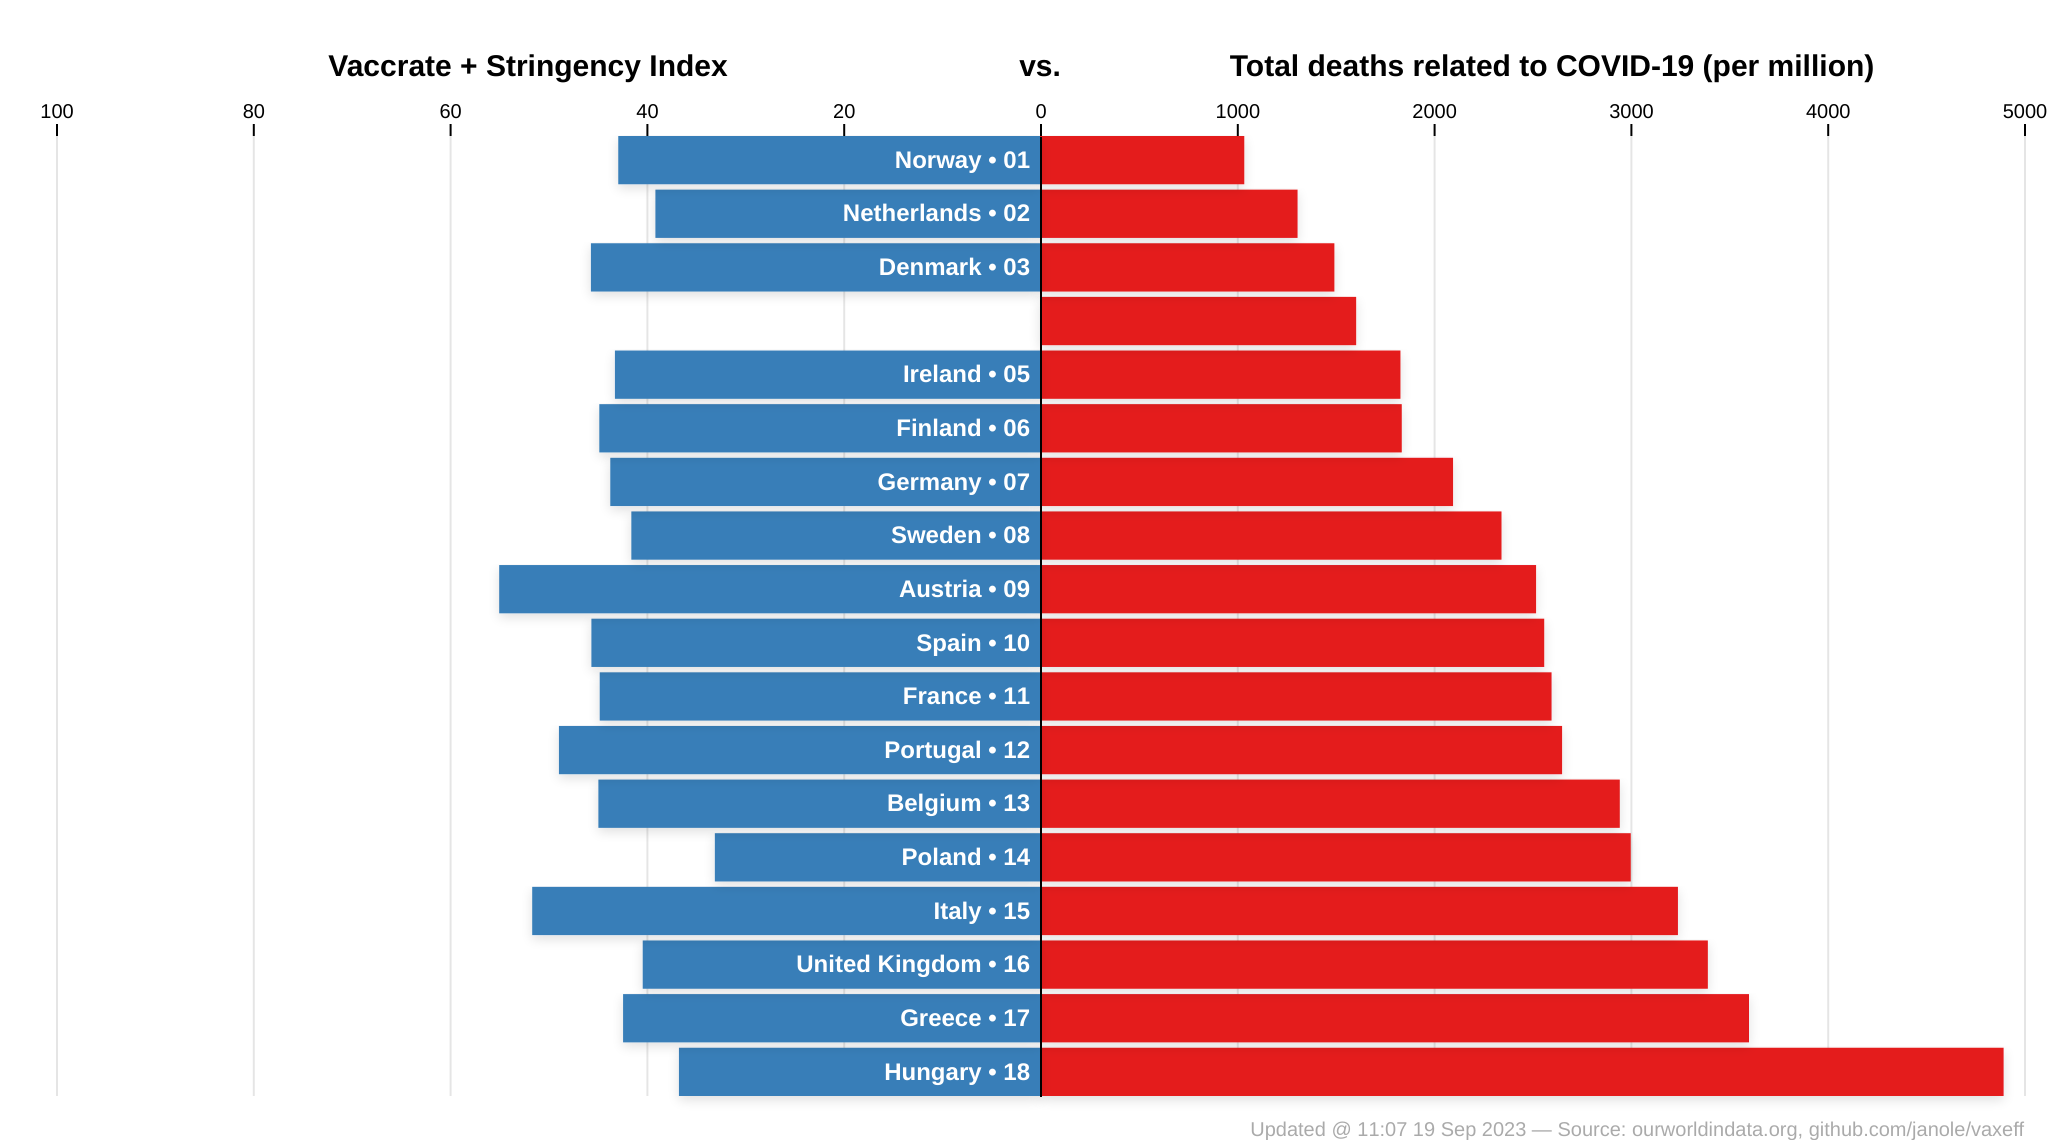 Vaccrate + Stringency Index vs. Total deaths related to COVID-19 (per million)
100 80 60 40 20 0 1000 2000 3000 4000 5000
Norway • 01
Netherlands • 02
Denmark • 03
Ireland • 05
Finland • 06
Germany • 07
Sweden • 08
Austria • 09
Spain • 10
France • 11
Portugal • 12
Belgium • 13
Poland • 14
Italy • 15
United Kingdom • 16
Greece • 17
Hungary • 18
Updated @ 11:07 19 Sep 2023 — Source: ourworldindata.org, github.com/janole/vaxeff